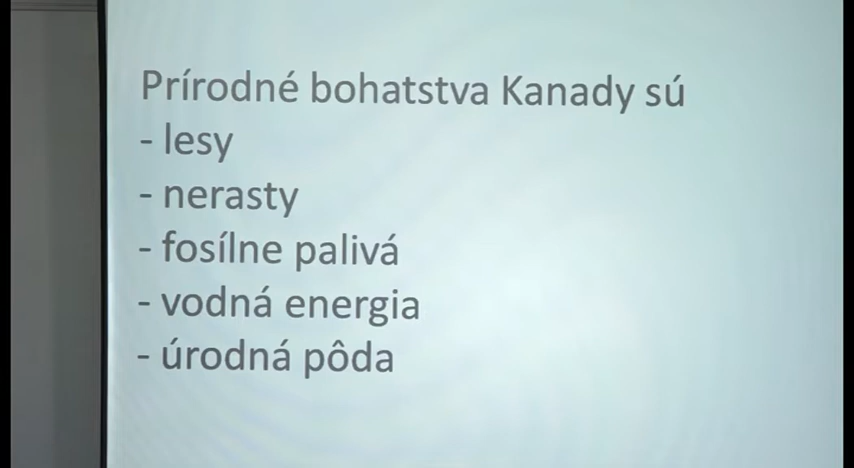 Prírodné bohatstva Kanady sú
- lesy
- nerasty
- fosílne palivá
- vodná energia
- úrodná pôda